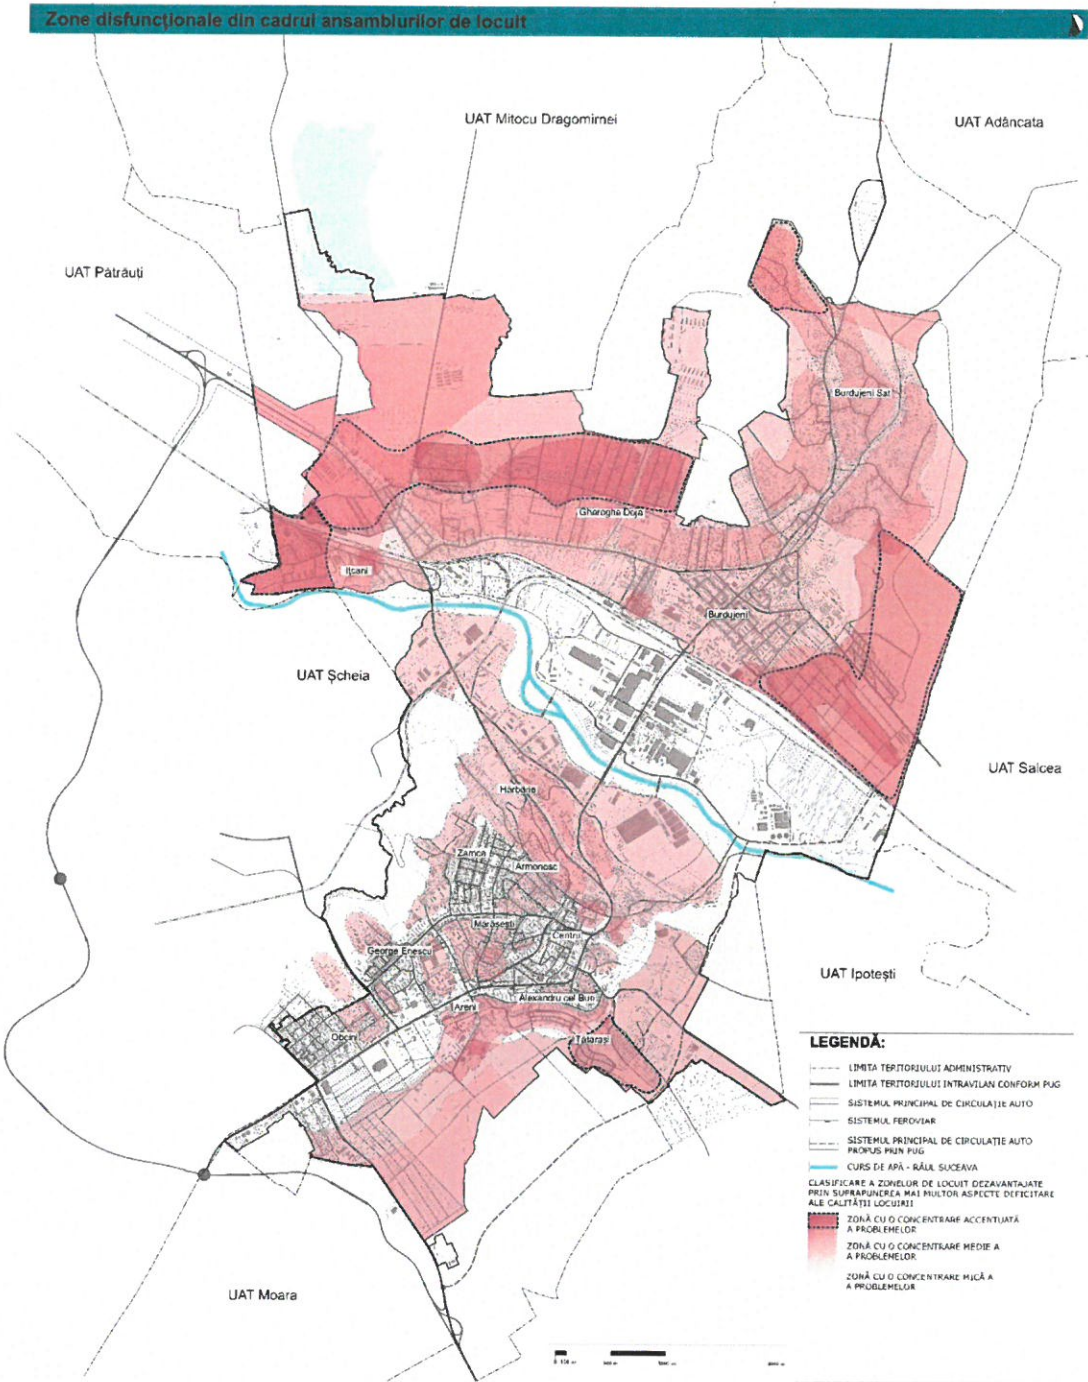 Zone disfuncționale din cadrul ansamblurilor de locuit
UAT Mitocu Dragomirnei
UAT Adâncata
UAT Pătrăuți
Burdujeni Sat
Gheroghe Doja
Ițcani
Burdujeni
UAT Șcheia
UAT Salcea
Zamca
Mărășești
Centru
George Enescu
UAT Ipotești
Alexandru cel Bun
Areni
Obcini
Tătărași
LEGENDĂ:
LIMITA TERITORIULUI ADMINISTRATIV
LIMITA TERITORIULUI INTRAVILAN CONFORM PUG
SISTEMUL PRINCIPAL DE CIRCULAȚIE AUTO
SISTEMUL FEROVIAR
SISTEMUL PRINCIPAL DE CIRCULAȚIE AUTO
PROPUS PRIN PUG
CURS DE APĂ - RÂUL SUCEAVA
CLASIFICARE A ZONELOR DE LOCUIT DEZAVANTAJATE
PRIN SUPRAPUNEREA MAI MULTOR ASPECTE DEFICITARE
ALE CALITĂȚII LOCUIRII
ZONĂ CU O CONCENTRARE ACCENTUATĂ
A PROBLEMELOR
ZONĂ CU O CONCENTRARE MEDIE A
A PROBLEMELOR
ZONĂ CU O CONCENTRARE MICĂ A
A PROBLEMELOR
UAT Moara